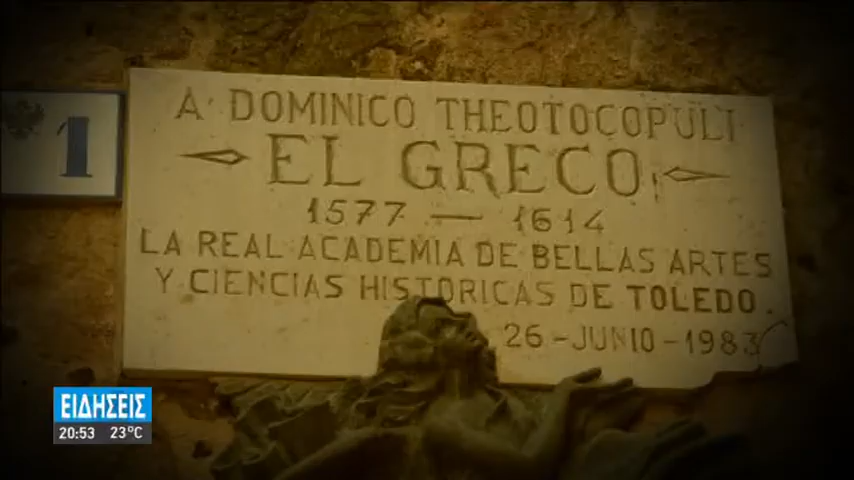 1
A DOMINICO THEOTOCOPULI
EL GRECO
1577 — 1614
LA REAL ACADEMIA DE BELLAS ARTES
Y CIENCIAS HISTORICAS DE TOLEDO.
26-JUNIO-1983
ΕΙΔΗΣΕΙΣ
20:53 23°C